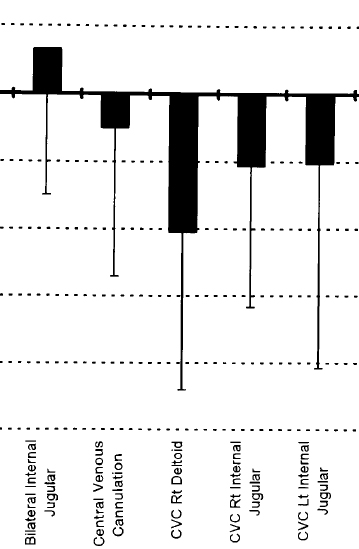 Bilateral Internal
Jugular
Central Venous
Cannulation
CVC Rt Deltoid
CVC Rt Internal
Jugular
CVC Lt Internal
Jugular